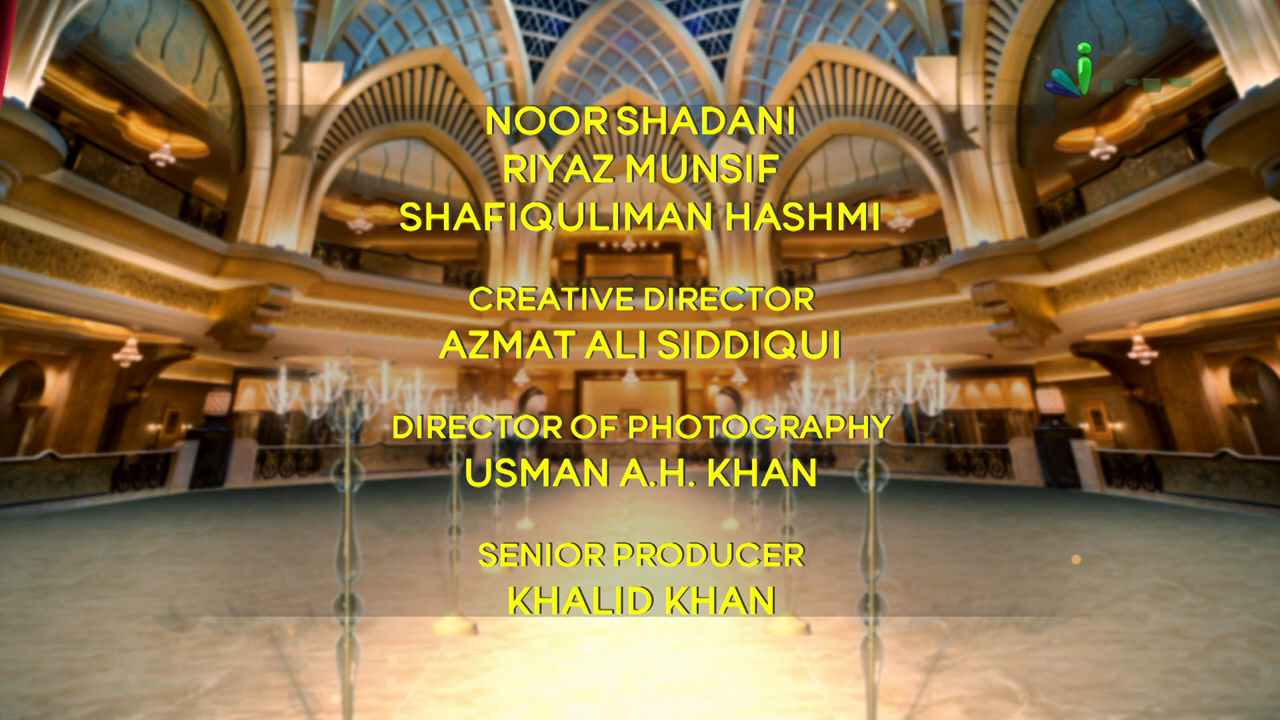 NOOR SHADANI
RIYAZ MUNSIF
SHAFIQULIMAN HASHMI
CREATIVE DIRECTOR
AZMAT ALI SIDDIQUI
DIRECTOR OF PHOTOGRAPHY
USMAN A.H. KHAN
SENIOR PRODUCER
KHALID KHAN